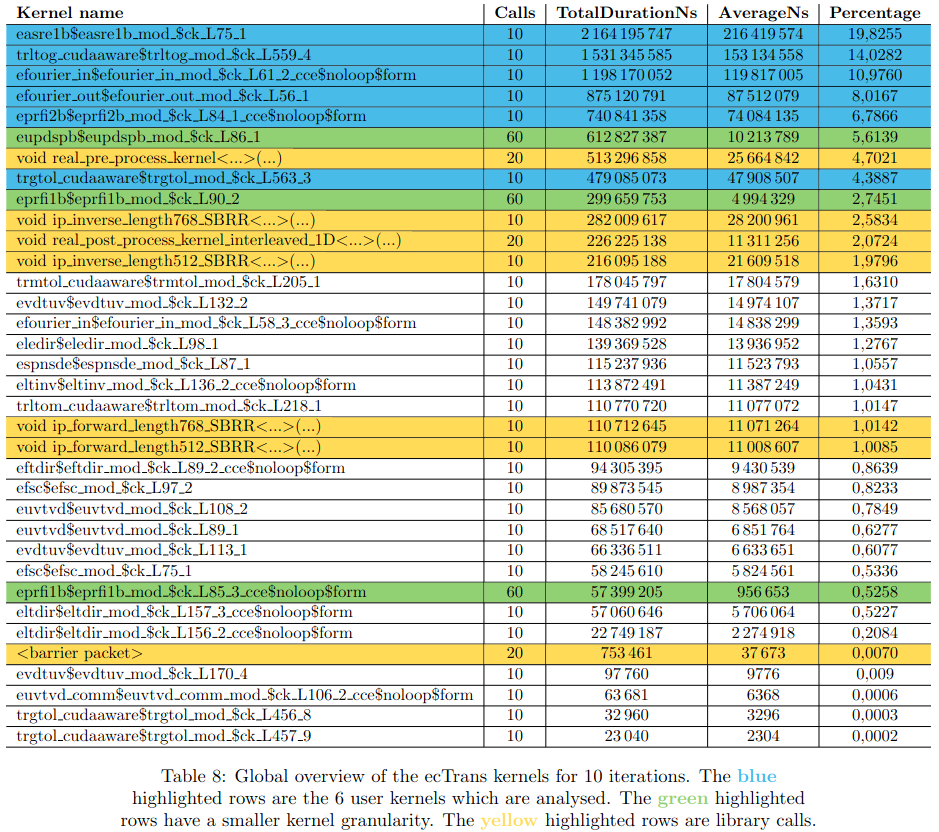 Kernel name Calls TotalDurationNs AverageNs Percentage
easre1b$easre1b_mod_$ck_L75_1 10 2 164 195 747 216 419 574 19,8255
trltog_cudaaware$trltog_mod_$ck_L559_4 10 1 531 345 585 153 134 558 14,0282
efourier_in$efourier_in_mod_$ck_L61_2_cce$noloop$form 10 1 198 170 052 119 817 005 10,9760
efourier_out$efourier_out_mod_$ck_L56_1 10 875 120 791 87 512 079 8,0167
eprfi2b$eprfi2b_mod_$ck_L84_1_cce$noloop$form 10 740 841 358 74 084 135 6,7866
eupdspb$eupdspb_mod_$ck_L86_1 60 612 827 387 10 213 789 5,6139
void real_pre_process_kernel<...>(...) 20 513 296 858 25 664 842 4,7021
trgtol_cudaaware$trgtol_mod_$ck_L563_3 10 479 085 073 47 908 507 4,3887
eprfi1b$eprfi1b_mod_$ck_L90_2 60 299 659 753 4 994 329 2,7451
void ip_inverse_length768_SBRR<...>(...) 10 282 009 617 28 200 961 2,5834
void real_post_process_kernel_interleaved_1D<...>(...) 20 226 225 138 11 311 256 2,0724
void ip_inverse_length512_SBRR<...>(...) 10 216 095 188 21 609 518 1,9796
trmtol_cudaaware$trmtol_mod_$ck_L205_1 10 178 045 797 17 804 579 1,6310
evdtuv$evdtuv_mod_$ck_L132_2 10 149 741 079 14 974 107 1,3717
efourier_in$efourier_in_mod_$ck_L58_3_cce$noloop$form 10 148 382 992 14 838 299 1,3593
eledir$eledir_mod_$ck_L98_1 10 139 369 528 13 936 952 1,2767
espnsde$espnsde_mod_$ck_L87_1 10 115 237 936 11 523 793 1,0557
eltinv$eltinv_mod_$ck_L136_2_cce$noloop$form 10 113 872 491 11 387 249 1,0431
trltom_cudaaware$trltom_mod_$ck_L218_1 10 110 770 720 11 077 072 1,0147
void ip_forward_length768_SBRR<...>(...) 10 110 712 645 11 071 264 1,0142
void ip_forward_length512_SBRR<...>(...) 10 110 086 079 11 008 607 1,0085
eftdir$eftdir_mod_$ck_L89_2_cce$noloop$form 10 94 305 395 9 430 539 0,8639
efsc$efsc_mod_$ck_L97_2 10 89 873 545 8 987 354 0,8233
euvtvd$euvtvd_mod_$ck_L108_2 10 85 680 570 8 568 057 0,7849
euvtvd$euvtvd_mod_$ck_L89_1 10 68 517 640 6 851 764 0,6277
evdtuv$evdtuv_mod_$ck_L113_1 10 66 336 511 6 633 651 0,6077
efsc$efsc_mod_$ck_L75_1 10 58 245 610 5 824 561 0,5336
eprfi1b$eprfi1b_mod_$ck_L85_3_cce$noloop$form 60 57 399 205 956 653 0,5258
eltdir$eltdir_mod_$ck_L157_3_cce$noloop$form 10 57 060 646 5 706 064 0,5227
eltdir$eltdir_mod_$ck_L156_2_cce$noloop$form 10 22 749 187 2 274 918 0,2084
<barrier packet> 20 753 461 37 673 0,0070
evdtuv$evdtuv_mod_$ck_L170_4 10 97 760 9776 0,009
euvtvd_comm$euvtvd_comm_mod_$ck_L106_2_cce$noloop$form 10 63 681 6368 0,0006
trgtol_cudaaware$trgtol_mod_$ck_L456_8 10 32 960 3296 0,0003
trgtol_cudaaware$trgtol_mod_$ck_L457_9 10 23 040 2304 0,0002
Table 8: Global overview of the ecTrans kernels for 10 iterations. The blue
highlighted rows are the 6 user kernels which are analysed. The green highlighted
rows have a smaller kernel granularity. The yellow highlighted rows are library calls.